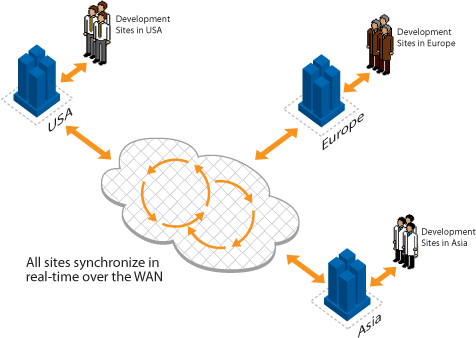 Development
Sites in USA
Development
Sites in Europe
USA
Europe
Development
Sites in Asia
All sites synchronize in
real-time over the WAN
Asia